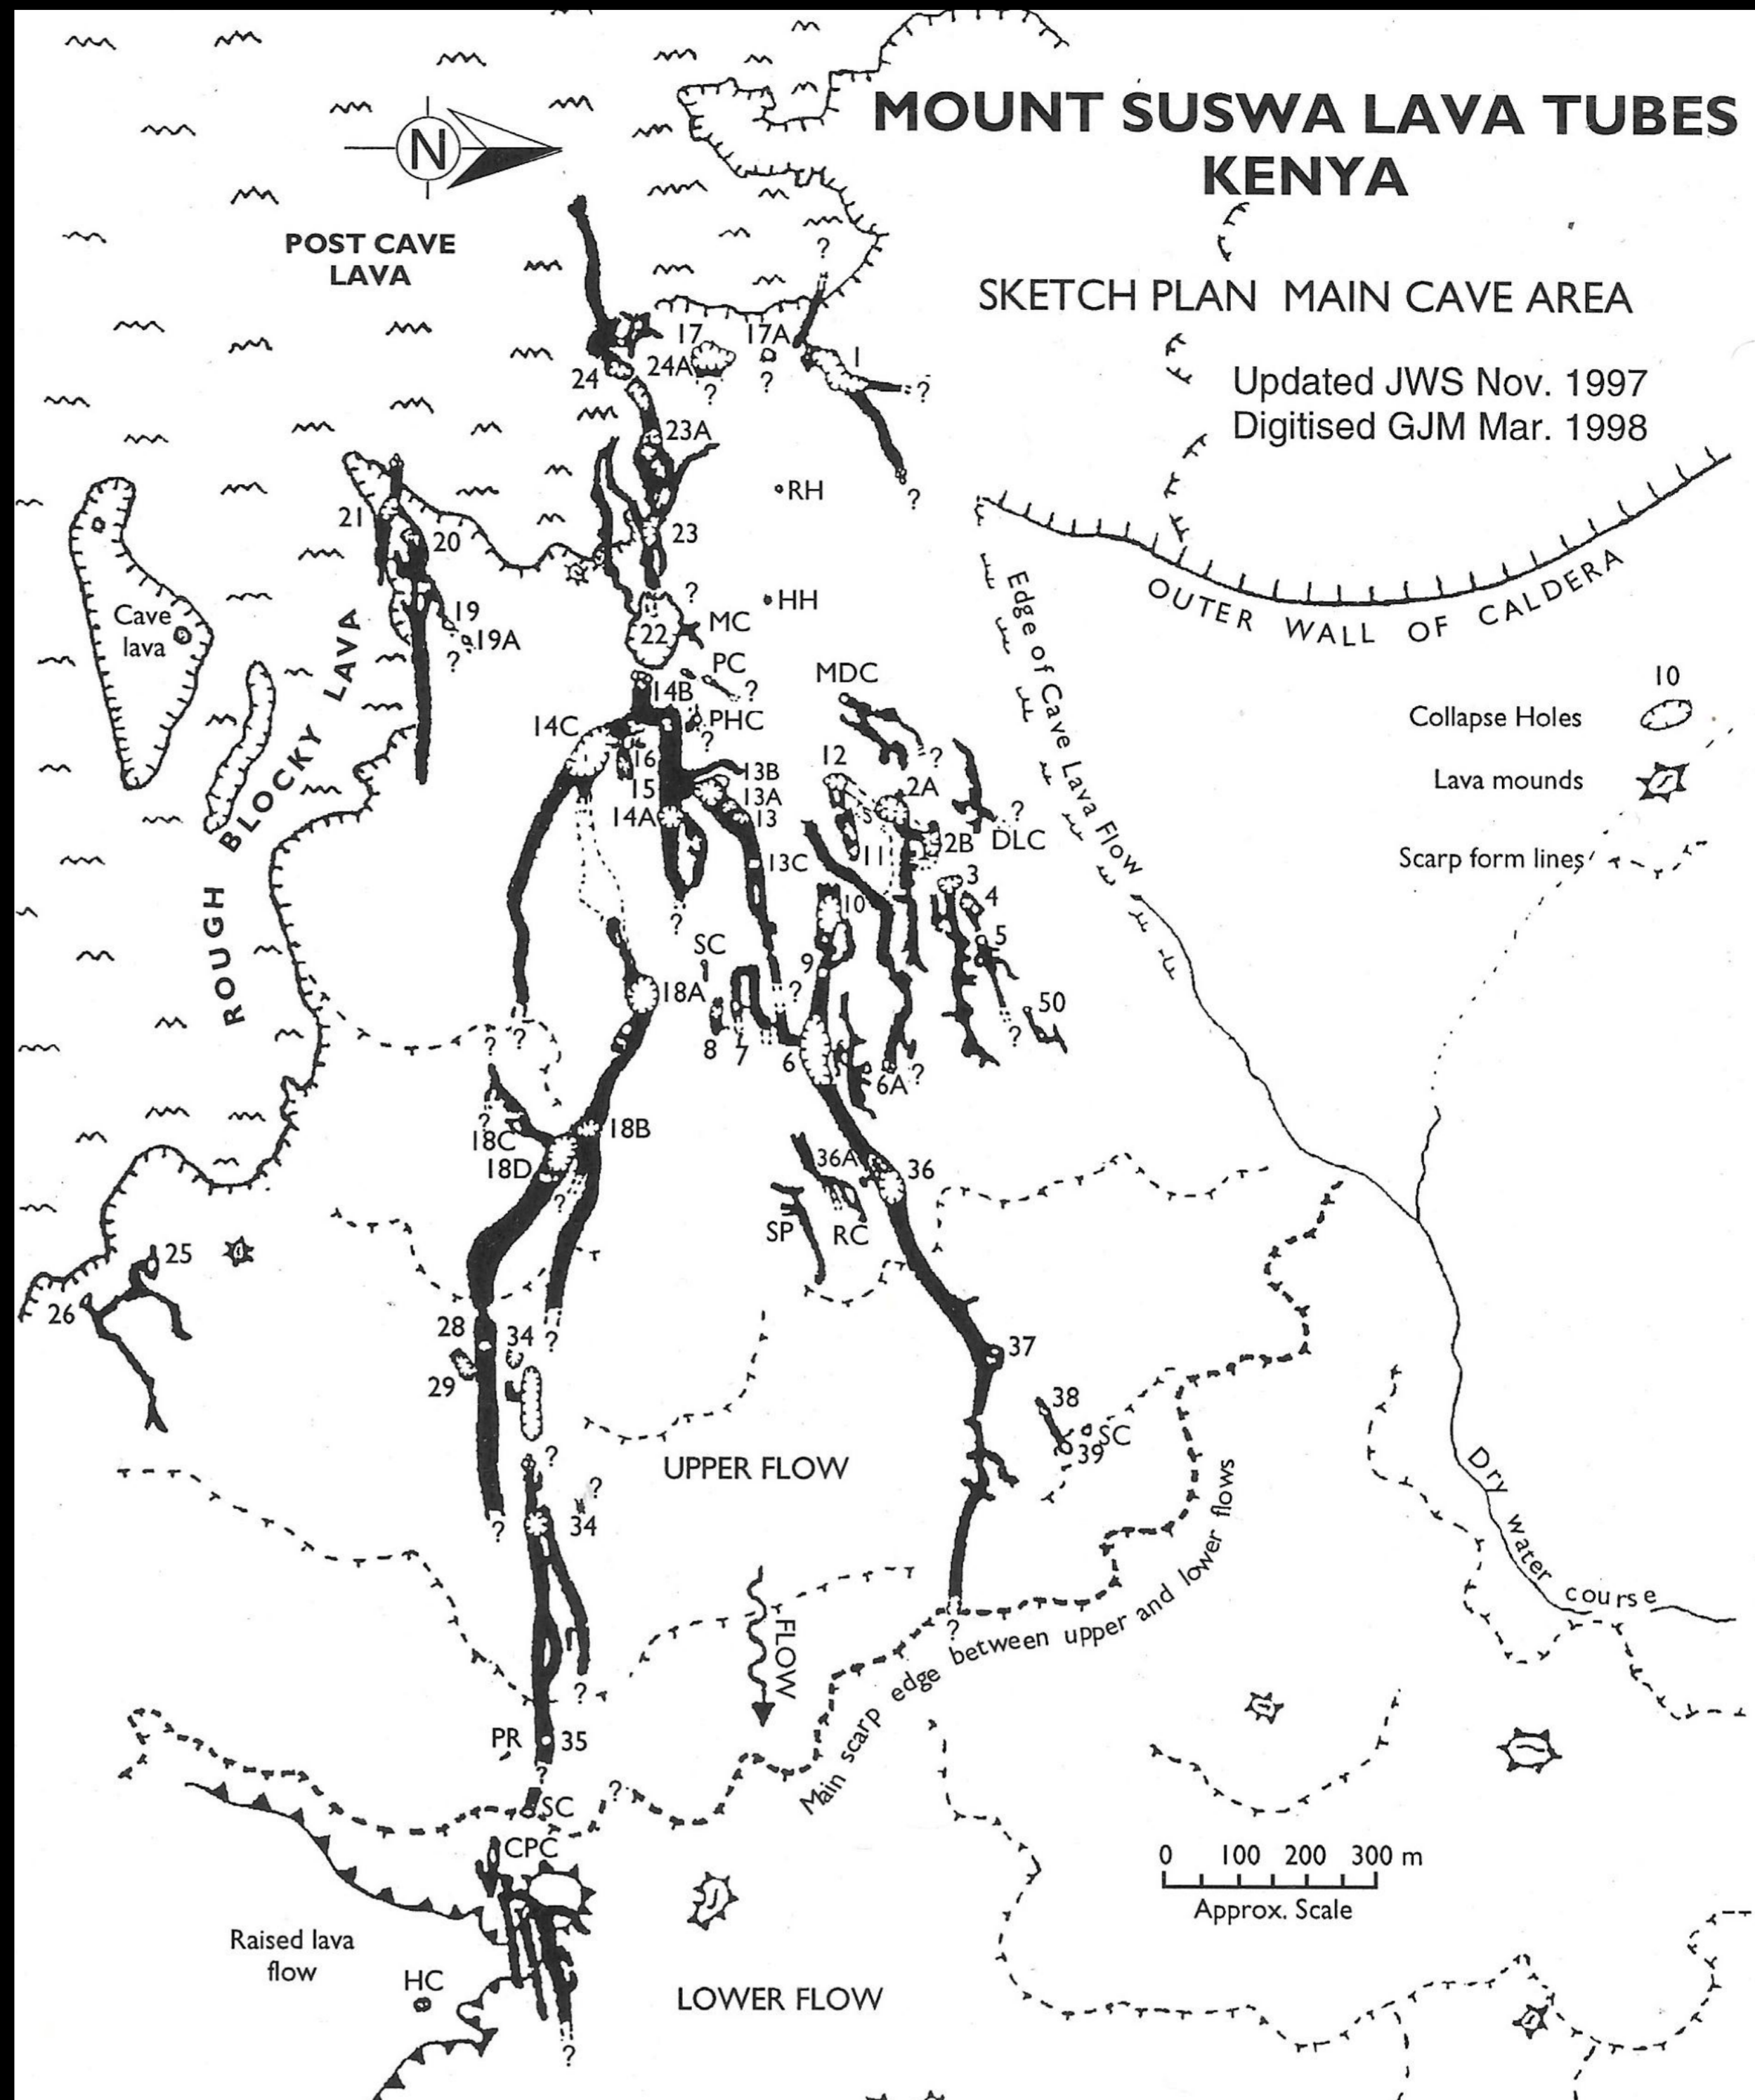 MOUNT SUSWA LAVA TUBES
KENYA
SKETCH PLAN MAIN CAVE AREA
Updated JWS Nov. 1997
Digitised GJM Mar. 1998
N
POST CAVE
LAVA
?
17
17A
1
24
24A
?
?
?
23A
RH
?
21
20
23
OUTER WALL OF CALDERA
Edge of Cave Lava Flow
Cave
lava
19
19A
?
?
HH
22
MC
PC
?
14B
PHC
?
MDC
10
Collapse Holes
Lava mounds
Scarp form lines
ROUGH BLOCKY LAVA
14C
16
15
14A
13B
13A
13
13C
12
?
2A
S
11
2B
DLC
?
3
4
5
10
9
?
SC
?
18A
8
7
6
6A
?
?
50
?
?
?
18C
18D
18B
?
36A
36
SP
RC
25
26
28
34
?
29
37
38
39
SC
?
UPPER FLOW
?
34
?
FLOW
?
Main scarp edge between upper and lower flows
Dry water course
?
PR
35
?
SC
?
CPC
0 100 200 300 m
Approx. Scale
Raised lava
flow
HC
LOWER FLOW
?